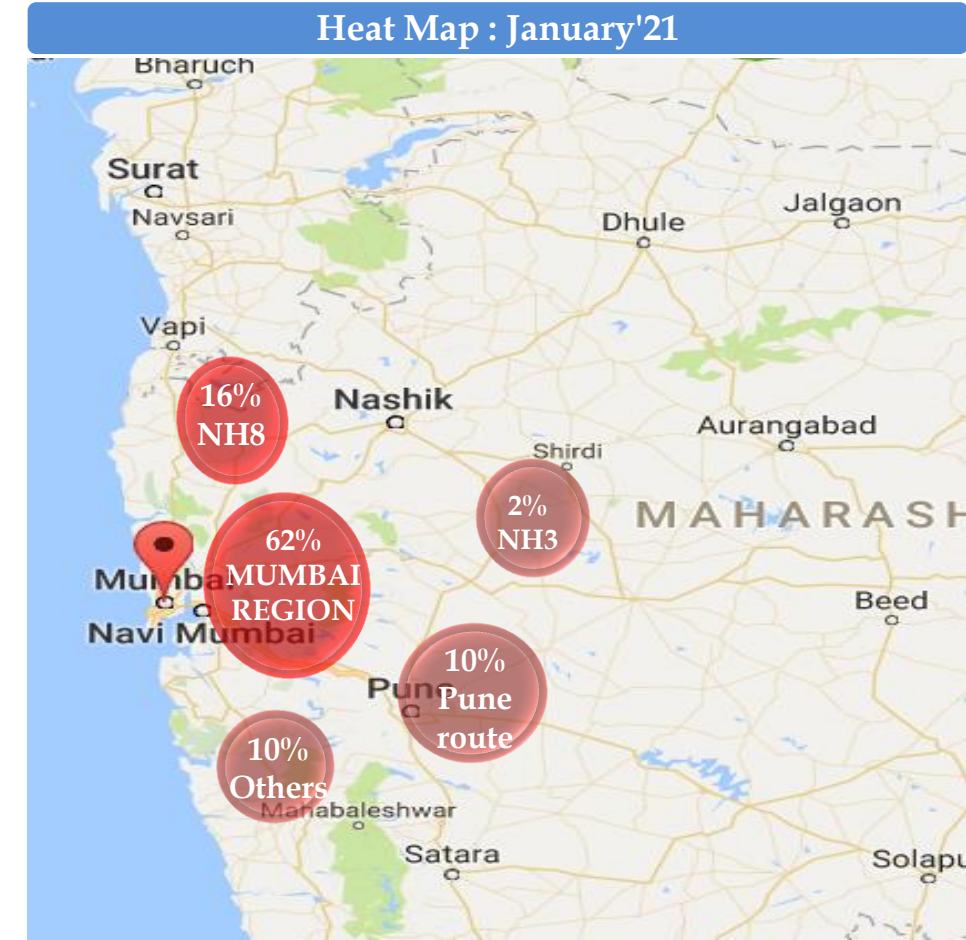 Heat Map : January'21
Bharuch
Surat
Navsari
Dhule
Jalgaon
Vapi
16%
NH8
Nashik
Aurangabad
Shirdi
2%
NH3
MAHARASH
62%
MUMBAI
REGION
Mumbai
Navi Mumbai
Beed
10%
Pune
route
Pune
10%
Others
Mahabaleshwar
Satara
Solapu